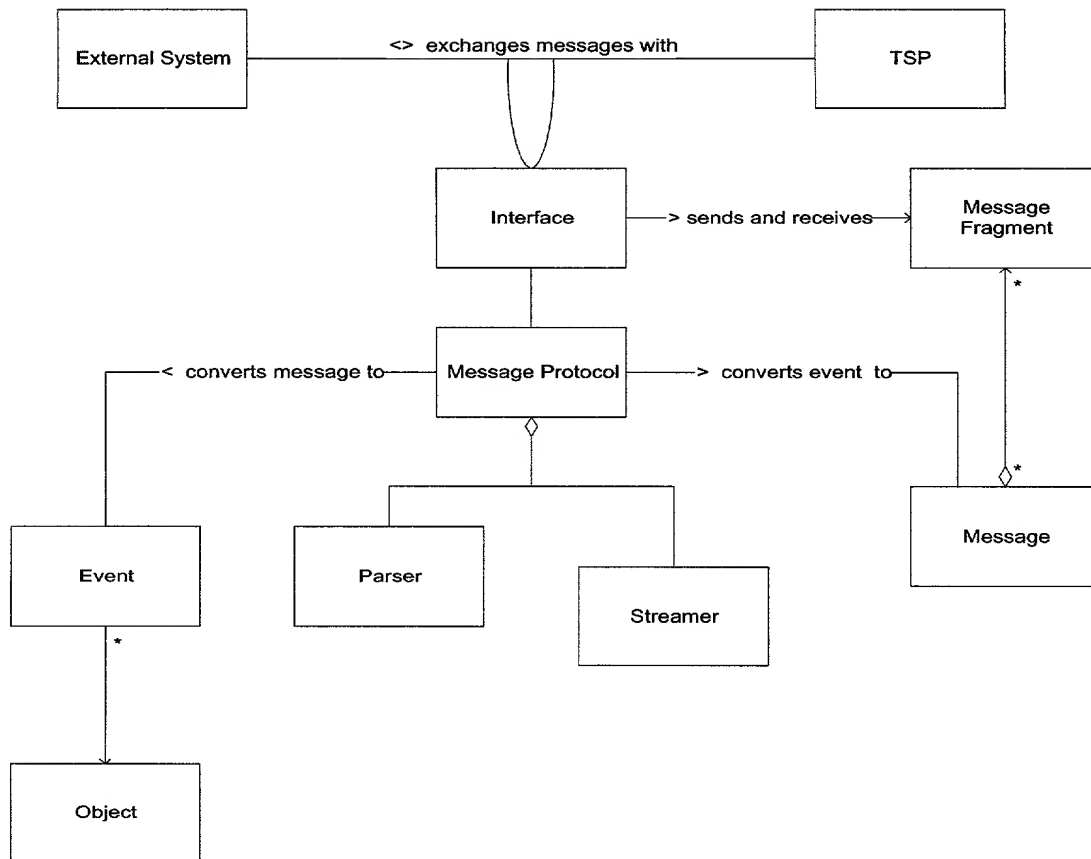 External System
<> exchanges messages with
TSP
Interface
> sends and receives
Message
Fragment
*
< converts message to
Message Protocol
> converts event to
*
Message
Event
Parser
Streamer
*
Object